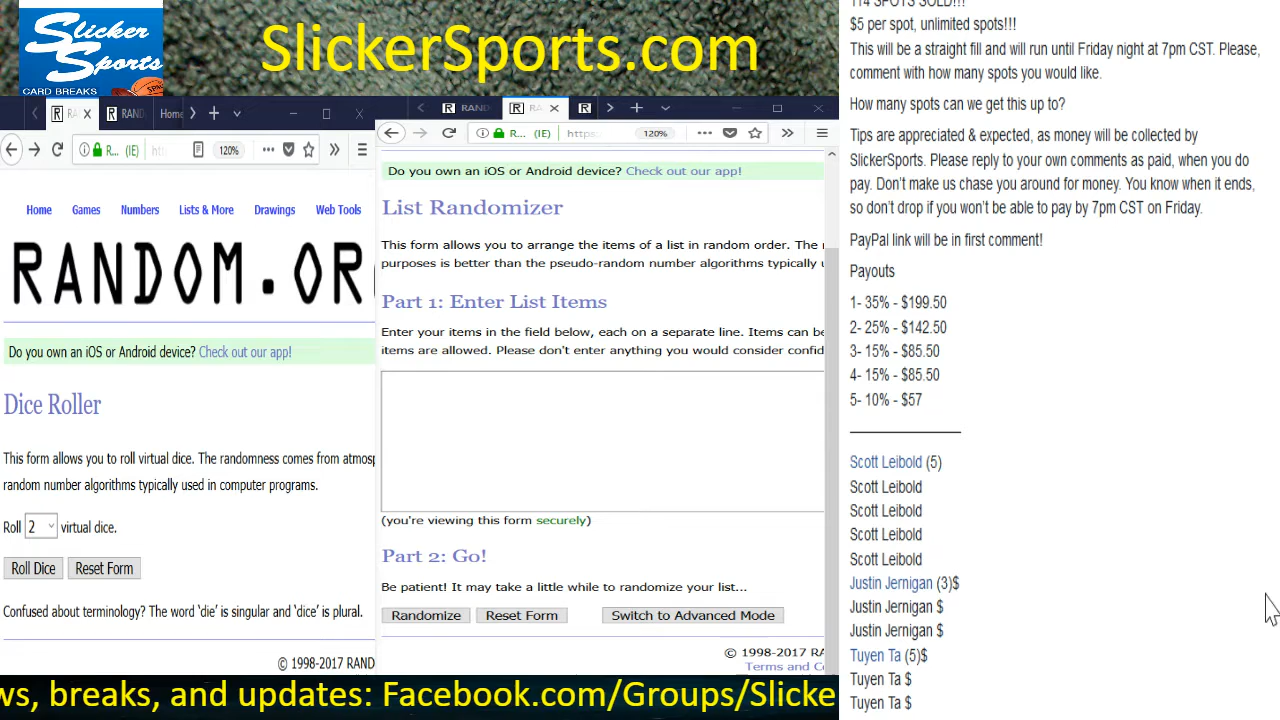 Slicker
Sports
CARD BREAKS
SlickerSports.com
RAND
Home
R... (IE)
120%
Home Games Numbers Lists & More Drawings Web Tools
RANDOM.OR
Do you own an iOS or Android device? Check out our app!
Dice Roller
This form allows you to roll virtual dice. The randomness comes from atmosp
random number algorithms typically used in computer programs.
Roll 2 virtual dice.
Roll Dice Reset Form
Confused about terminology? The word ‘die’ is singular and ‘dice’ is plural.
© 1998-2017 RAND
RAND
R... (IE) https: 120%
Do you own an iOS or Android device? Check out our app!
List Randomizer
This form allows you to arrange the items of a list in random order. The
purposes is better than the pseudo-random number algorithms typically
Part 1: Enter List Items
Enter your items in the field below, each on a separate line. Items can be
items are allowed. Please don't enter anything you would consider confid
(you're viewing this form securely)
Part 2: Go!
Be patient! It may take a little while to randomize your list...
Randomize Reset Form Switch to Advanced Mode
© 1998-2017 RA
Terms and Co
ws, breaks, and updates: Facebook.com/Groups/Slicke
114 SPOTS SOLD!!!
$5 per spot, unlimited spots!!!
This will be a straight fill and will run until Friday night at 7pm CST. Please,
comment with how many spots you would like.
How many spots can we get this up to?
Tips are appreciated & expected, as money will be collected by
SlickerSports. Please reply to your own comments as paid, when you do
pay. Don't make us chase you around for money. You know when it ends,
so don't drop if you won't be able to pay by 7pm CST on Friday.
PayPal link will be in first comment!
Payouts
1- 35% - $199.50
2- 25% - $142.50
3- 15% - $85.50
4- 15% - $85.50
5- 10% - $57
Scott Leibold (5)
Scott Leibold
Scott Leibold
Scott Leibold
Scott Leibold
Justin Jernigan (3)$
Justin Jernigan $
Justin Jernigan $
Tuyen Ta (5)$
Tuyen Ta $
Tuyen Ta $